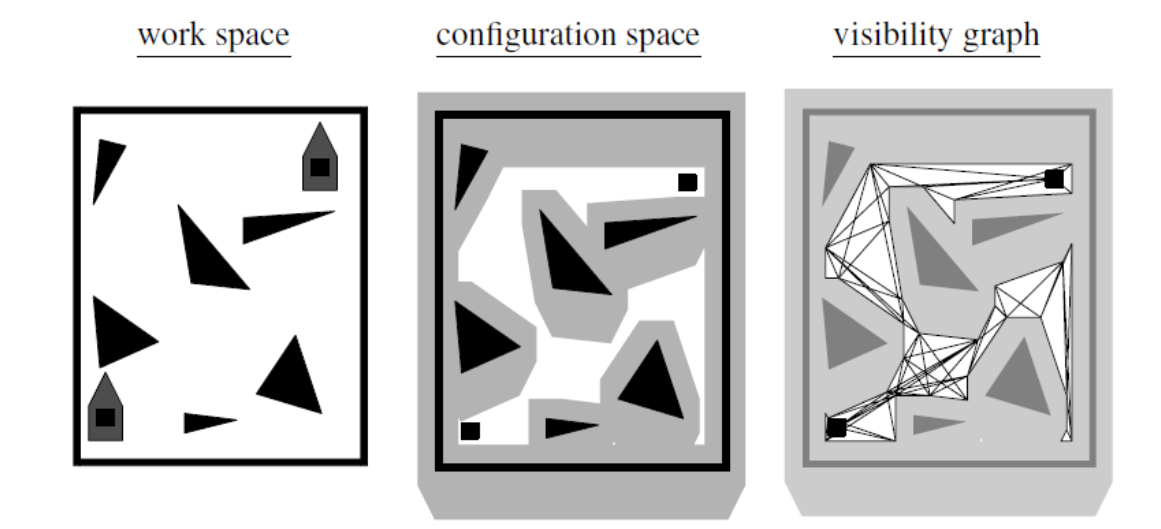 work space
configuration space
visibility graph